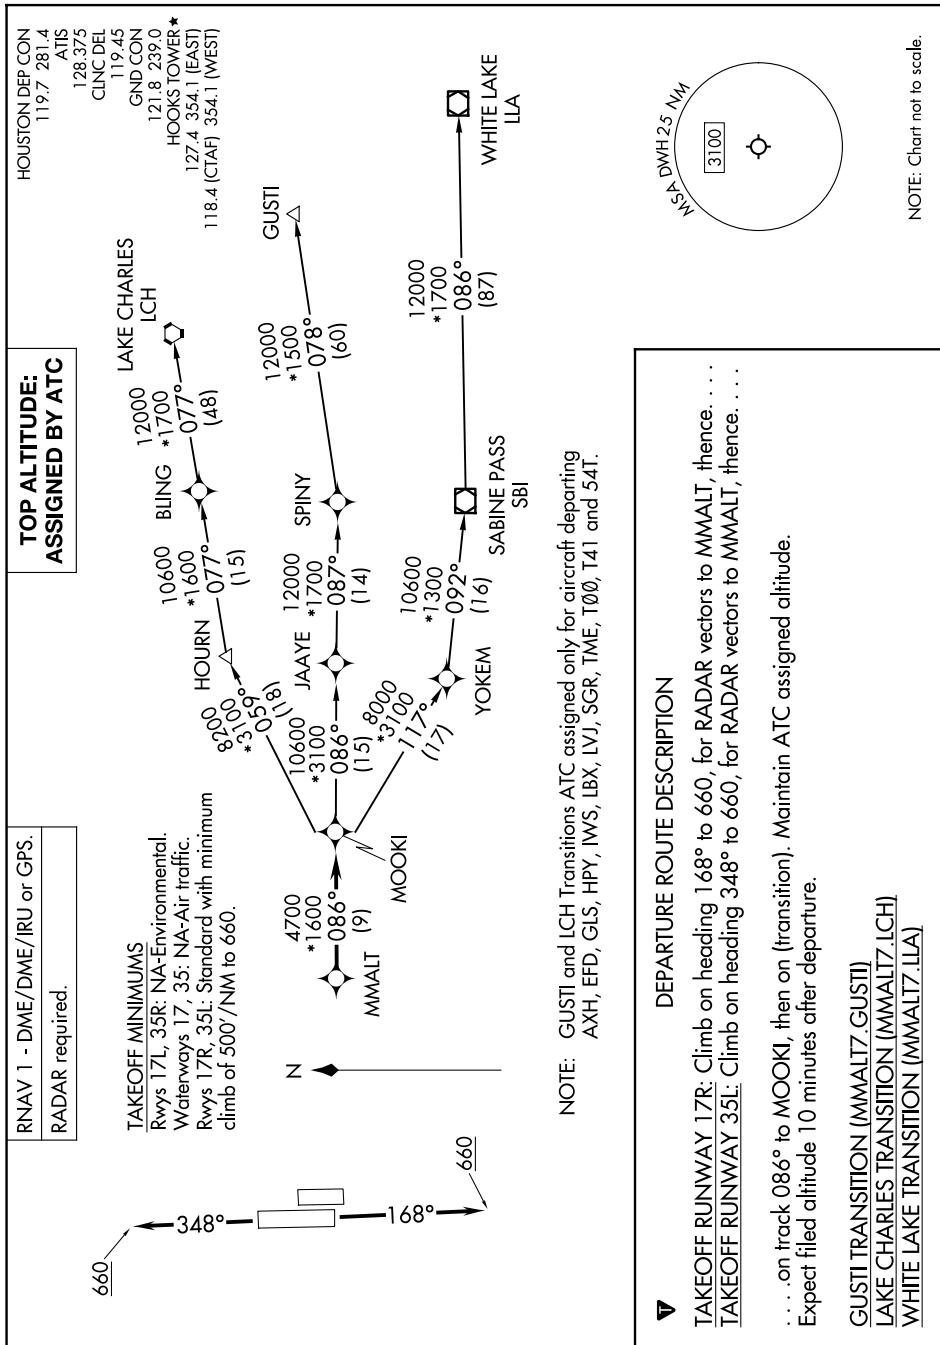 RNAV 1 - DME/DME/IRU or GPS.
RADAR required.
TOP ALTITUDE:
ASSIGNED BY ATC
HOUSTON DEP CON
119.7 281.4
ATIS
128.375
CLNC DEL
119.45
GND CON
121.8 239.0
HOOKS TOWER★
127.4 354.1 (EAST)
118.4 (CTAF) 354.1 (WEST)
TAKEOFF MINIMUMS
Rwys 17L, 35R: NA-Environmental.
Waterways 17, 35: NA-Air traffic.
Rwys 17R, 35L: Standard with minimum
climb of 500'/NM to 660.
660
348°
168°
660
N
MMALT
4700
*1600
086°
(9)
MOOKI
8200
*3100
059°
(18)
HOURN
10600
*1600
077°
(15)
BLING
12000
*1700
077°
(48)
LAKE CHARLES
LCH
10600
*3100
086°
(15)
JAAYE
12000
*1700
087°
(14)
SPINY
12000
*1500
078°
(60)
GUSTI
8000
*3100
117°
(17)
YOKEM
10600
*1300
092°
(16)
SABINE PASS
SBI
12000
*1700
086°
(87)
WHITE LAKE
LLA
MSA DWH 25 NM
3100
NOTE: GUSTI and LCH Transitions ATC assigned only for aircraft departing
AXH, EFD, GLS, HPY, IWS, LBX, LVJ, SGR, TME, TØØ, T41 and 54T.
NOTE: Chart not to scale.
T
DEPARTURE ROUTE DESCRIPTION
TAKEOFF RUNWAY 17R: Climb on heading 168° to 660, for RADAR vectors to MMALT, thence. . . .
TAKEOFF RUNWAY 35L: Climb on heading 348° to 660, for RADAR vectors to MMALT, thence. . . .
. . . .on track 086° to MOOKI, then on (transition). Maintain ATC assigned altitude.
Expect filed altitude 10 minutes after departure.
GUSTI TRANSITION (MMALT7.GUSTI)
LAKE CHARLES TRANSITION (MMALT7.LCH)
WHITE LAKE TRANSITION (MMALT7.LLA)